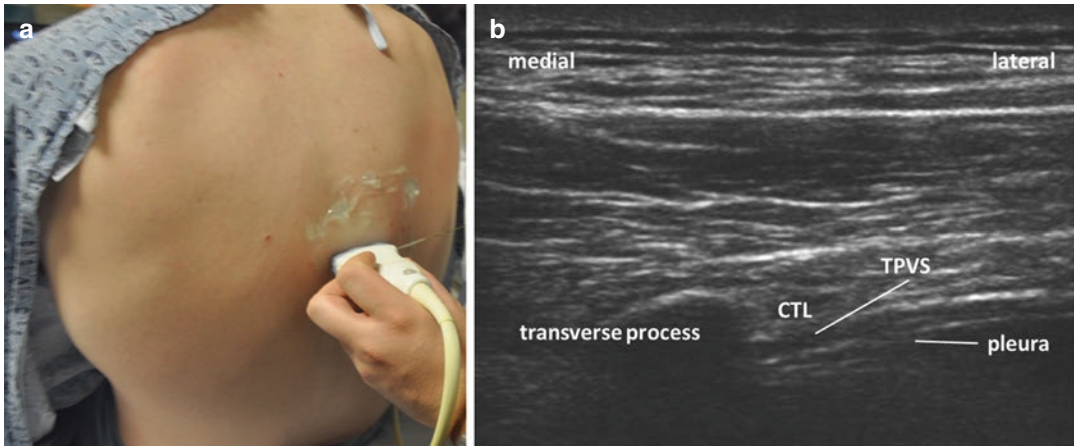 a
b
medial
lateral
TPVS
CTL
transverse process
pleura